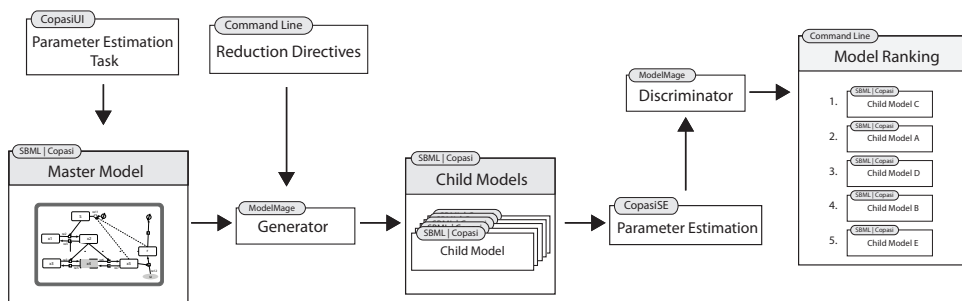 CopasiUI
Parameter Estimation
Task
Command Line
Reduction Directives
SBML | Copasi
Master Model
ModelMage
Generator
SBML | Copasi
Child Models
SBML | Copasi
Child Model
CopasiSE
Parameter Estimation
ModelMage
Discriminator
Command Line
Model Ranking
1.
SBML | Copasi
Child Model C
2.
SBML | Copasi
Child Model A
3.
SBML | Copasi
Child Model D
4.
SBML | Copasi
Child Model B
5.
SBML | Copasi
Child Model E